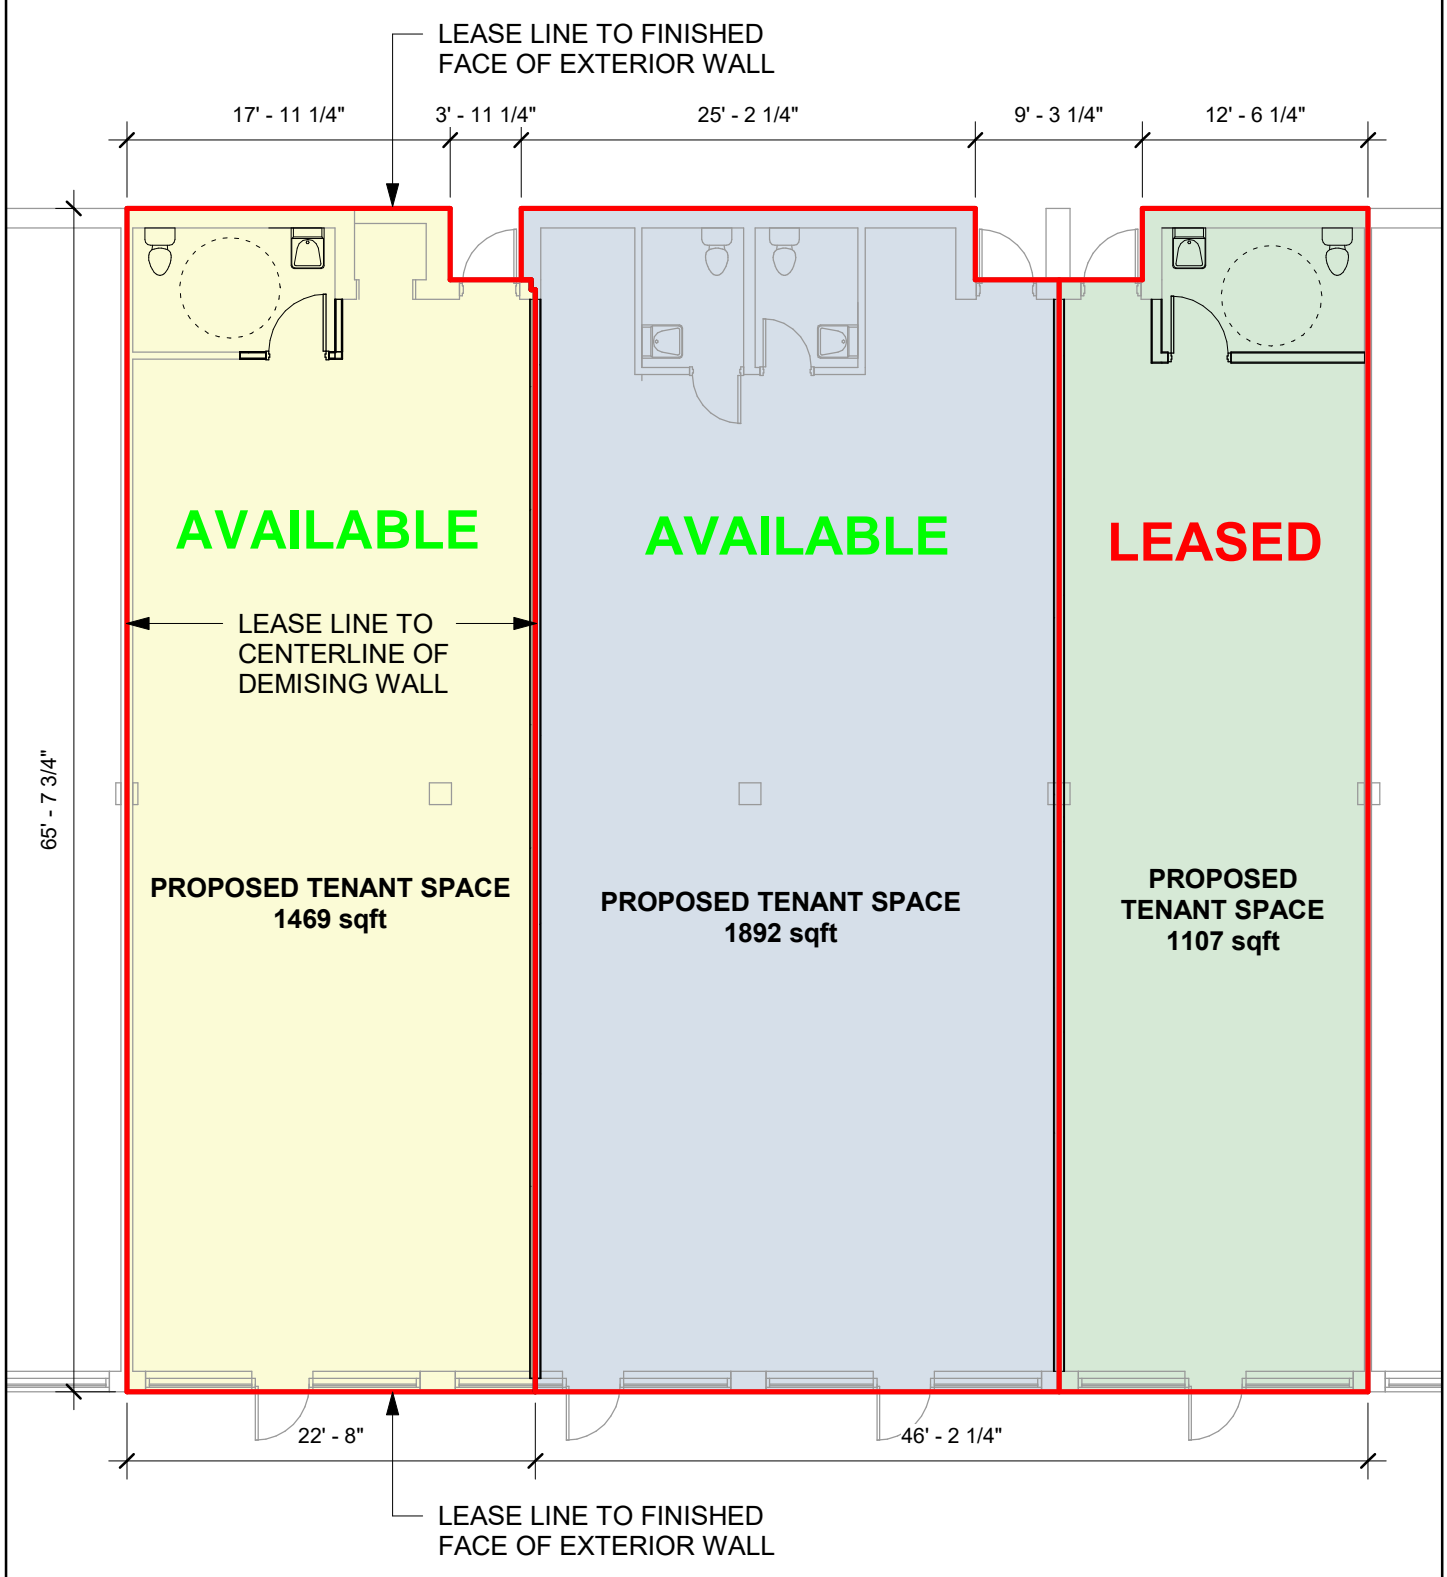 LEASE LINE TO FINISHED
FACE OF EXTERIOR WALL
17' - 11 1/4"
3' - 11 1/4"
25' - 2 1/4"
9' - 3 1/4"
12' - 6 1/4"
AVAILABLE
AVAILABLE
LEASED
LEASE LINE TO
CENTERLINE OF
DEMISING WALL
65' - 7 3/4"
PROPOSED TENANT SPACE
1469 sqft
PROPOSED TENANT SPACE
1892 sqft
PROPOSED
TENANT SPACE
1107 sqft
22' - 8"
46' - 2 1/4"
LEASE LINE TO FINISHED
FACE OF EXTERIOR WALL